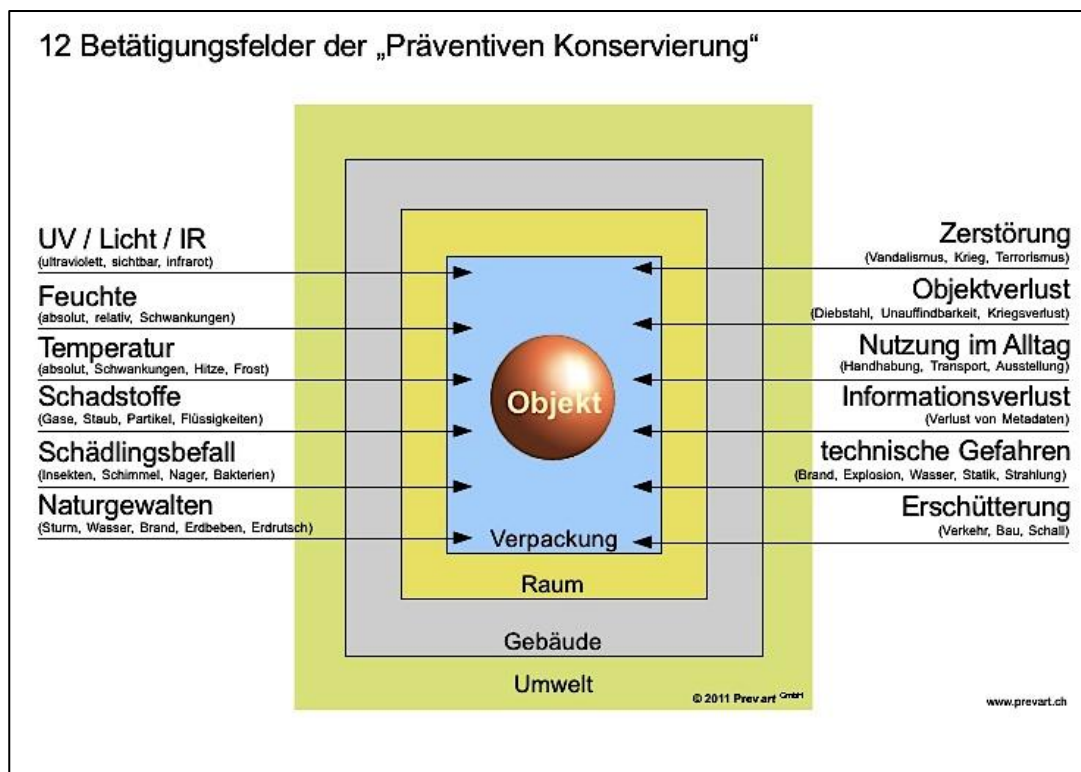 12 Betätigungsfelder der „Präventiven Konservierung“
UV / Licht / IR
(ultraviolett, sichtbar, infrarot)
Feuchte
(absolut, relativ, Schwankungen)
Temperatur
(absolut, Schwankungen, Hitze, Frost)
Schadstoffe
(Gase, Staub, Partikel, Flüssigkeiten)
Schädlingsbefall
(Insekten, Schimmel, Nager, Bakterien)
Naturgewalten
(Sturm, Wasser, Brand, Erdbeben, Erdrutsch)
Objekt
Verpackung
Raum
Gebäude
Umwelt
Zerstörung
(Vandalismus, Krieg, Terrorismus)
Objektverlust
(Diebstahl, Unauffindbarkeit, Kriegsverlust)
Nutzung im Alltag
(Handhabung, Transport, Ausstellung)
Informationsverlust
(Verlust von Metadaten)
technische Gefahren
(Brand, Explosion, Wasser, Statik, Strahlung)
Erschütterung
(Verkehr, Bau, Schall)
© 2011 Prevart GmbH
www.prevart.ch